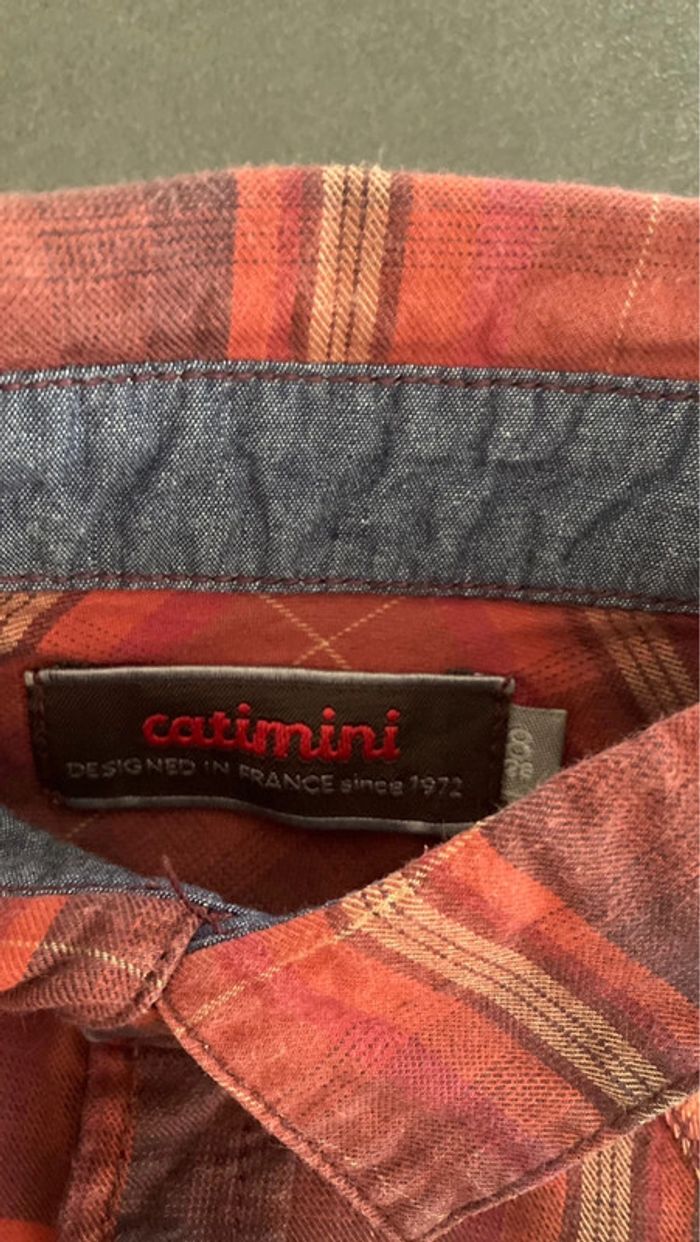 catimini
DESIGNED IN FRANCE since 1972